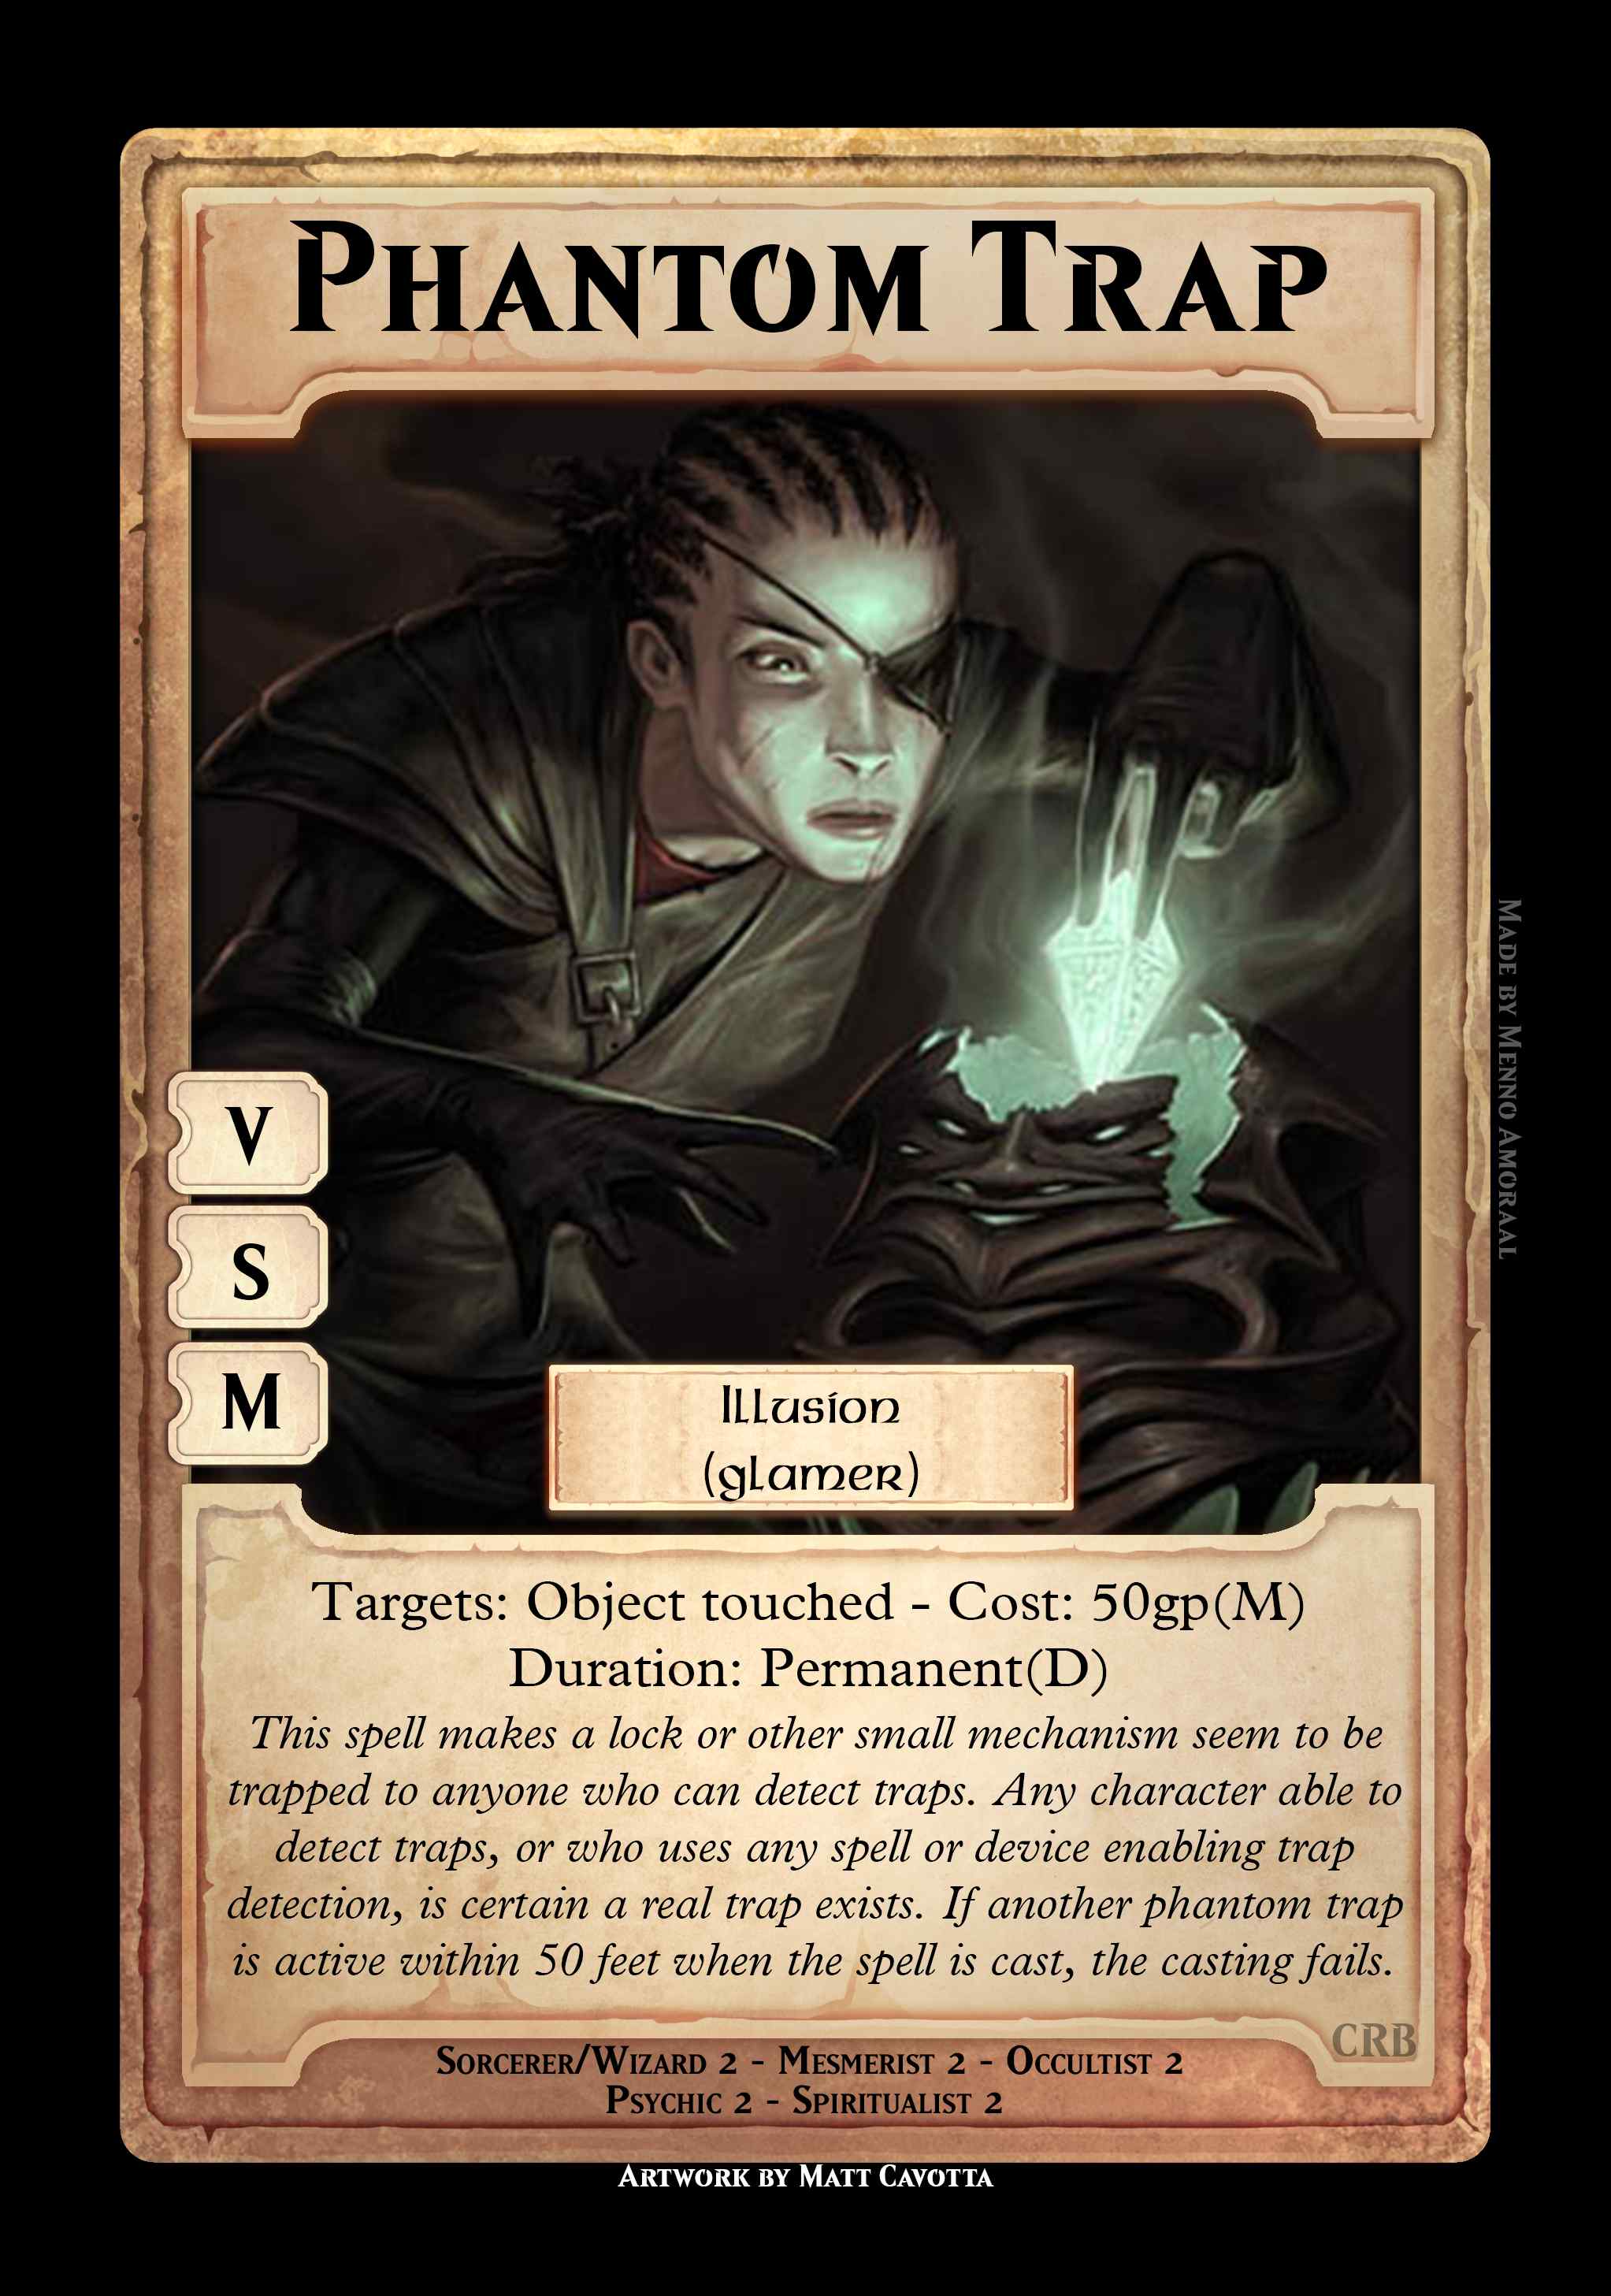 Phantom Trap
V
S
M
Illusion
(glamer)
Targets: Object touched - Cost: 50gp(M)
Duration: Permanent(D)
This spell makes a lock or other small mechanism seem to be
trapped to anyone who can detect traps. Any character able to
detect traps, or who uses any spell or device enabling trap
detection, is certain a real trap exists. If another phantom trap
is active within 50 feet when the spell is cast, the casting fails.
CRB
Sorcerer/Wizard 2 - Mesmerist 2 - Occultist 2
Psychic 2 - Spiritualist 2
Artwork by Matt Cavotta
Made by Menno Amoraal